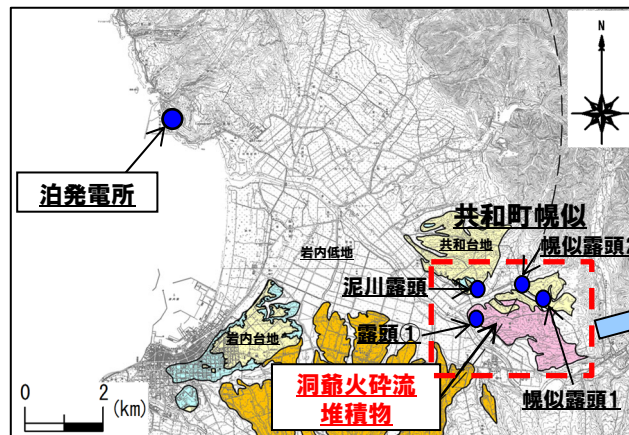 N
泊発電所
共和町幌似
共和台地
幌似露頭2
岩内低地
泥川露頭
露頭①
岩内台地
洞爺火砕流
堆積物
幌似露頭1
0 2
(km)